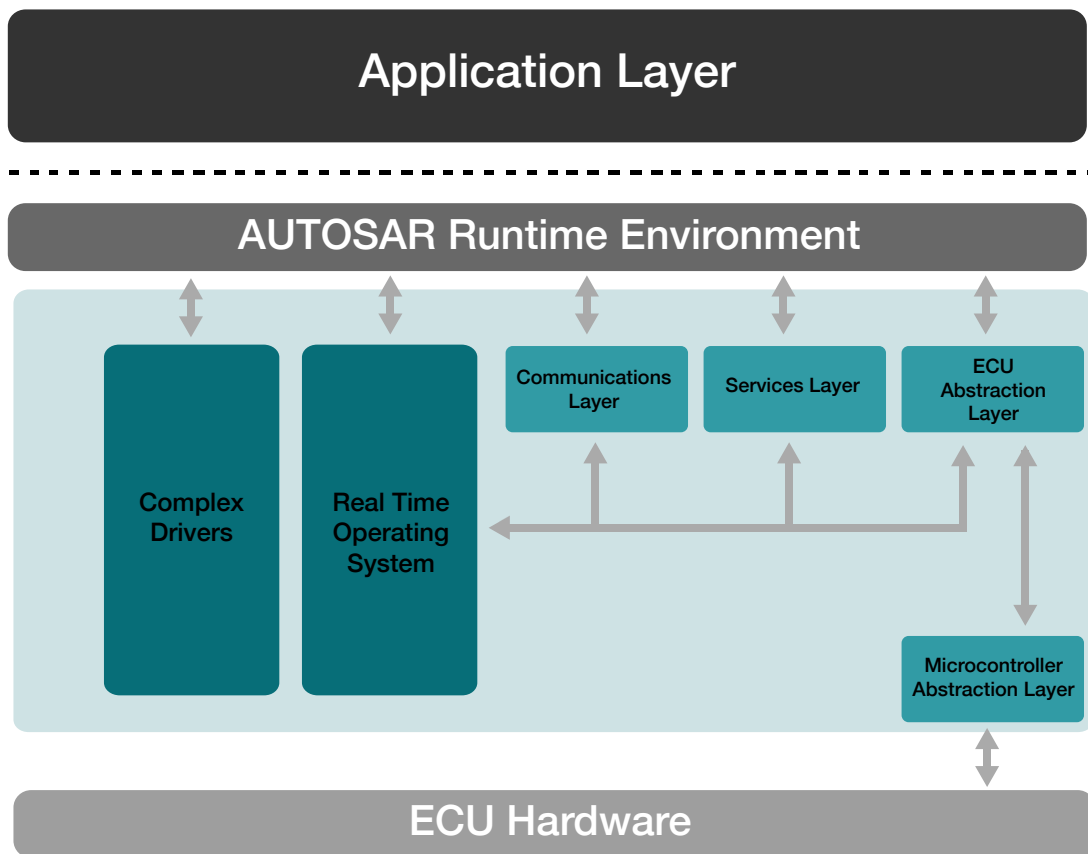 Application Layer
AUTOSAR Runtime Environment
Communications
Layer
Services Layer
ECU
Abstraction
Layer
Complex
Drivers
Real Time
Operating
System
Microcontroller
Abstraction Layer
ECU Hardware